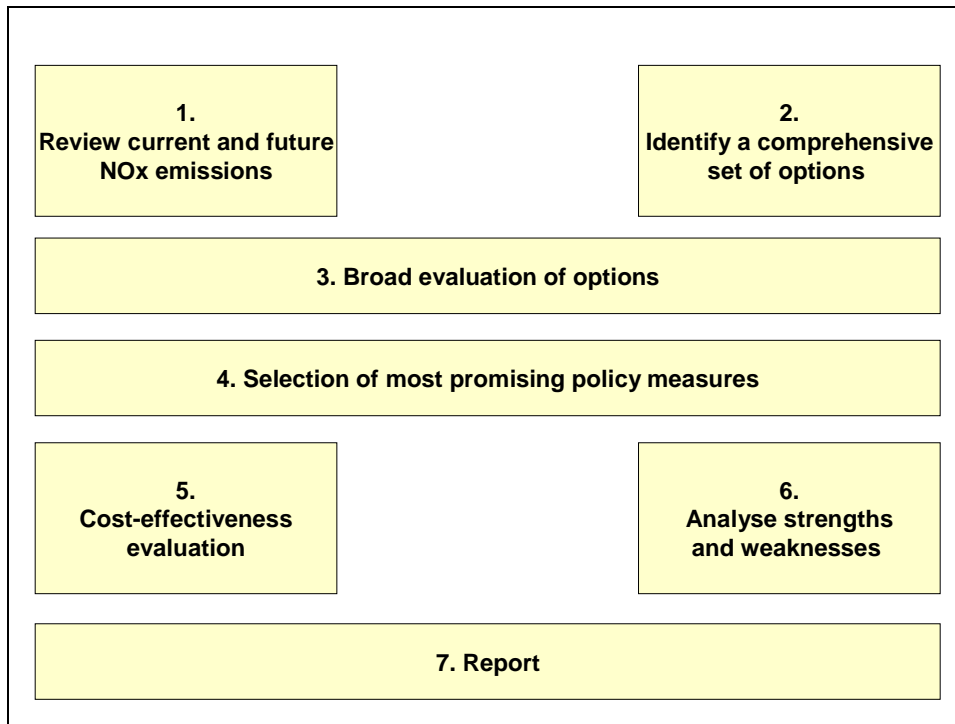 1.
Review current and future
NOx emissions
2.
Identify a comprehensive
set of options
3. Broad evaluation of options
4. Selection of most promising policy measures
5.
Cost-effectiveness
evaluation
6.
Analyse strengths
and weaknesses
7. Report